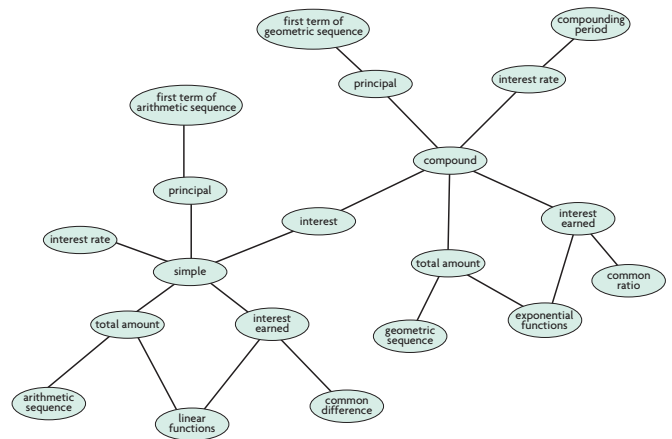 first term of
geometric sequence
compounding
period
principal
interest rate
first term of
arithmetic sequence
compound
principal
interest
interest
earned
interest rate
simple
total amount
common
ratio
total amount
interest
earned
geometric
sequence
exponential
functions
arithmetic
sequence
linear
functions
common
difference